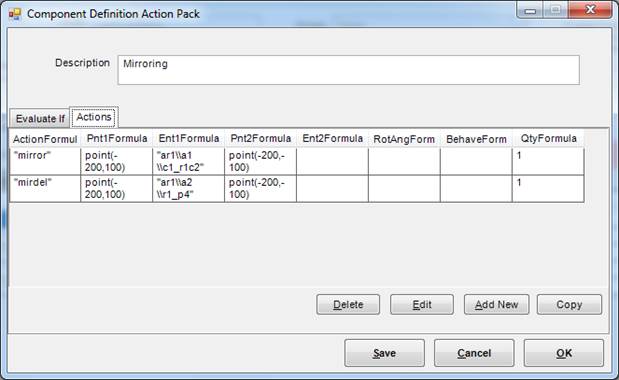 Component Definition Action Pack
Description
Mirroring
Evaluate If
Actions
ActionFormul Pnt1Formula Ent1Formula Pnt2Formula Ent2Formula RotAngForm BehaveForm QtyFormula
"mirror" point(- "ar1\\a1 point(-200,- 1
200,100) \\c1_r1c2" 100)
"mirdel" point(- "ar1\\a2 point(-200,- 1
200,100) \\r1_p4" 100)
Delete Edit Add New Copy
Save Cancel OK